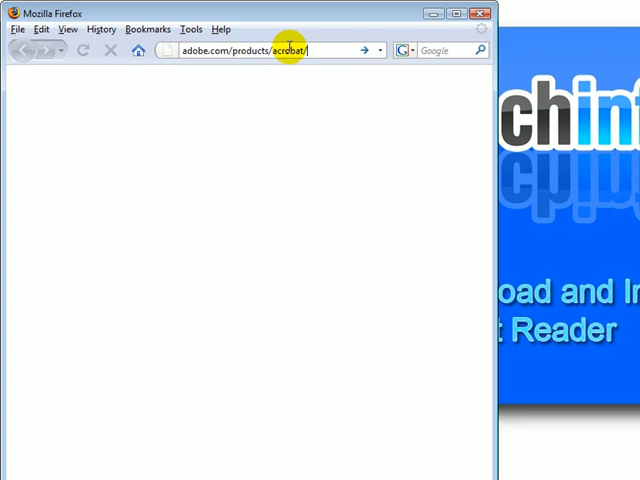 Mozilla Firefox
File Edit View History Bookmarks Tools Help
adobe.com/products/acrobat/
G Google
chinf
oad and In
t Reader